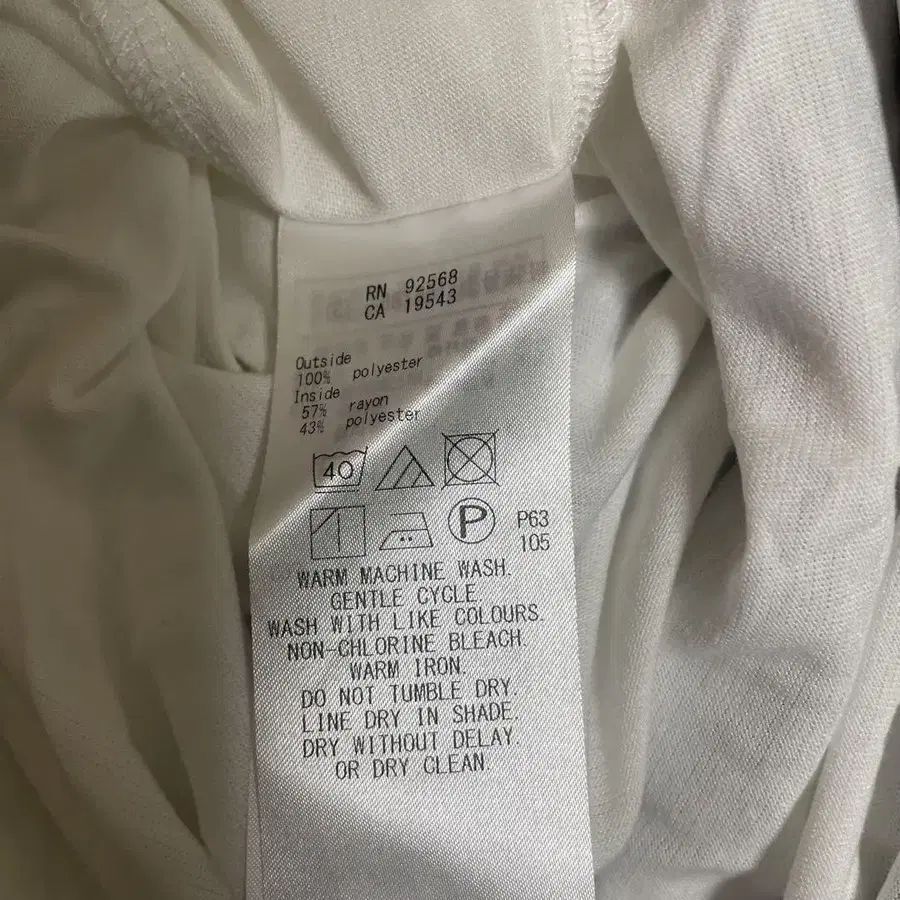 RN 92568
CA 19543
Outside
100% polyester
Inside
57% rayon
43% polyester
40
P
P63
105
WARM MACHINE WASH.
GENTLE CYCLE.
WASH WITH LIKE COLOURS.
NON-CHLORINE BLEACH.
WARM IRON.
DO NOT TUMBLE DRY.
LINE DRY IN SHADE.
DRY WITHOUT DELAY.
OR DRY CLEAN.